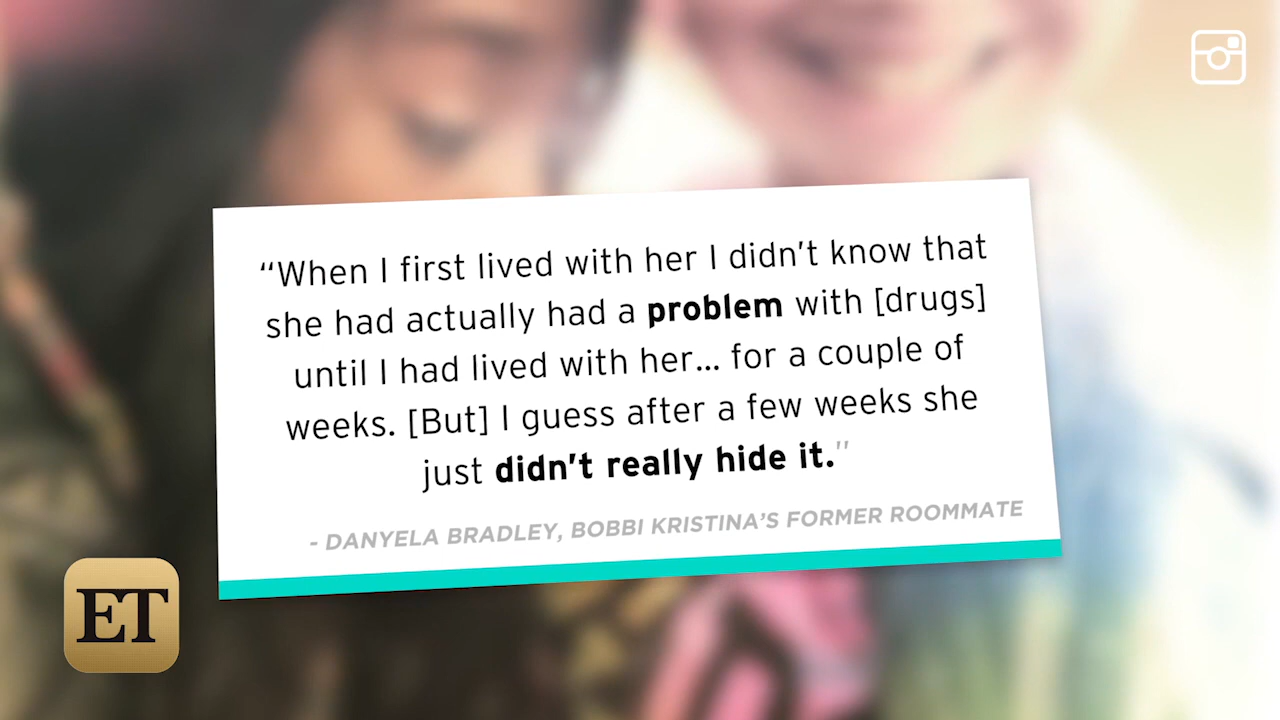 “When I first lived with her I didn’t know that
she had actually had a problem with [drugs]
until I had lived with her... for a couple of
weeks. [But] I guess after a few weeks she
just didn’t really hide it.”
- DANYELA BRADLEY, BOBBI KRISTINA’S FORMER ROOMMATE
ET